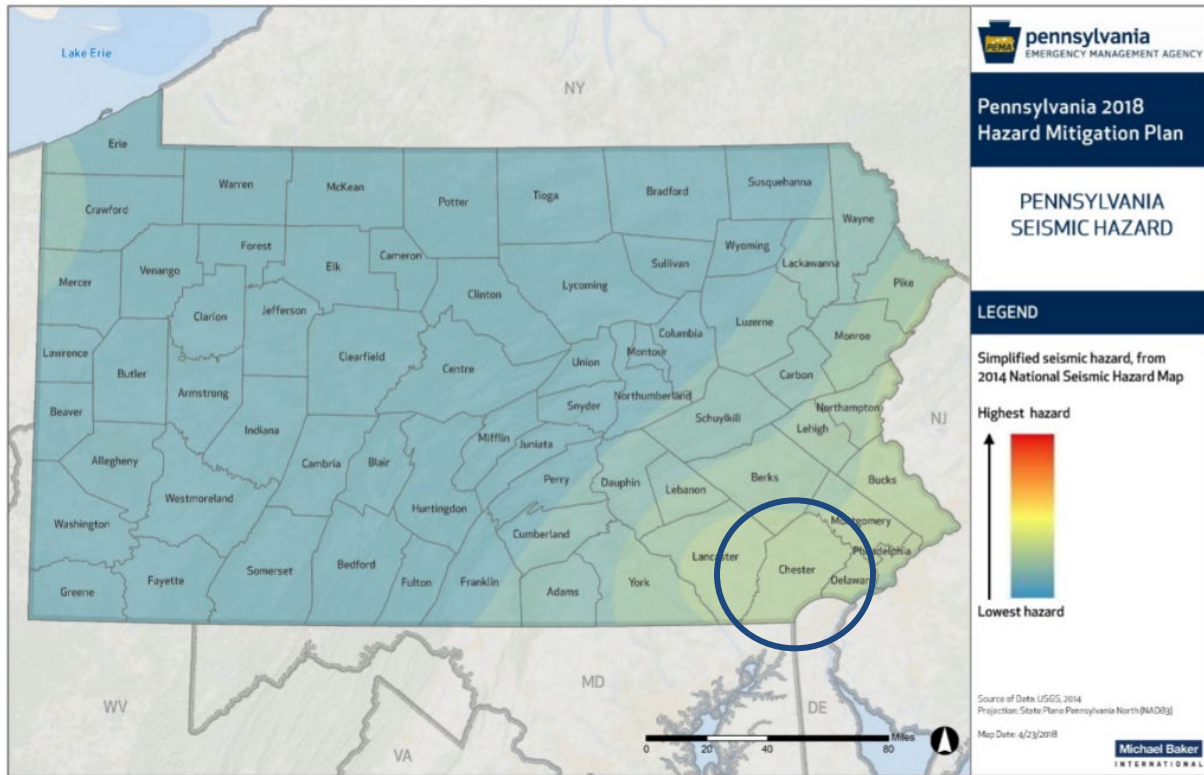 Lake Erie
NY
Erie
Warren
McKean
Potter
Tioga
Bradford
Susquehanna
Crawford
Wayne
Forest
Cameron
Wyoming
Lackawanna
Venango
Elk
Sullivan
Mercer
Pike
Clinton
Lycoming
Clarion
Jefferson
Luzerne
Columbia
Monroe
Lawrence
Clearfield
Centre
Union
Montour
Butler
Carbon
Armstrong
Northumberland
Beaver
Snyder
Northampton
Schuylkill
NJ
Indiana
Mifflin
Lehigh
Juniata
Allegheny
Cambria
Blair
Perry
Dauphin
Berks
Bucks
Lebanon
Westmoreland
Huntingdon
Montgomery
Washington
Cumberland
Philadelphia
Lancaster
Chester
Delaware
Somerset
Bedford
Fulton
Franklin
Adams
York
Greene
Fayette
MD
WV
DE
VA
0 20 40 80 Miles
PEMA
pennsylvania
EMERGENCY MANAGEMENT AGENCY
Pennsylvania 2018
Hazard Mitigation Plan
PENNSYLVANIA
SEISMIC HAZARD
LEGEND
Simplified seismic hazard, from
2014 National Seismic Hazard Map
Highest hazard
Lowest hazard
Source of Data: USGS, 2014
Projection: State Plane Pennsylvania North (NAD83)
Map Date: 4/23/2018
Michael Baker
INTERNATIONAL